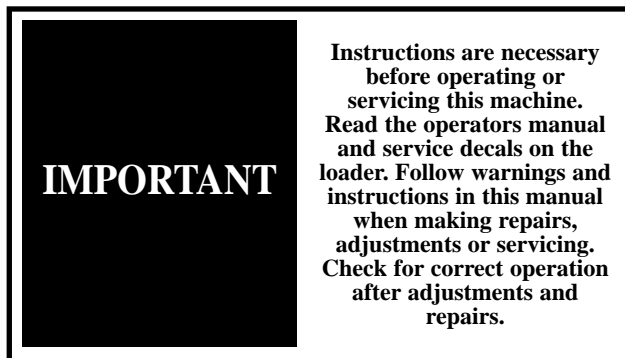 IMPORTANT
Instructions are necessary
before operating or
servicing this machine.
Read the operators manual
and service decals on the
loader. Follow warnings and
instructions in this manual
when making repairs,
adjustments or servicing.
Check for correct operation
after adjustments and
repairs.